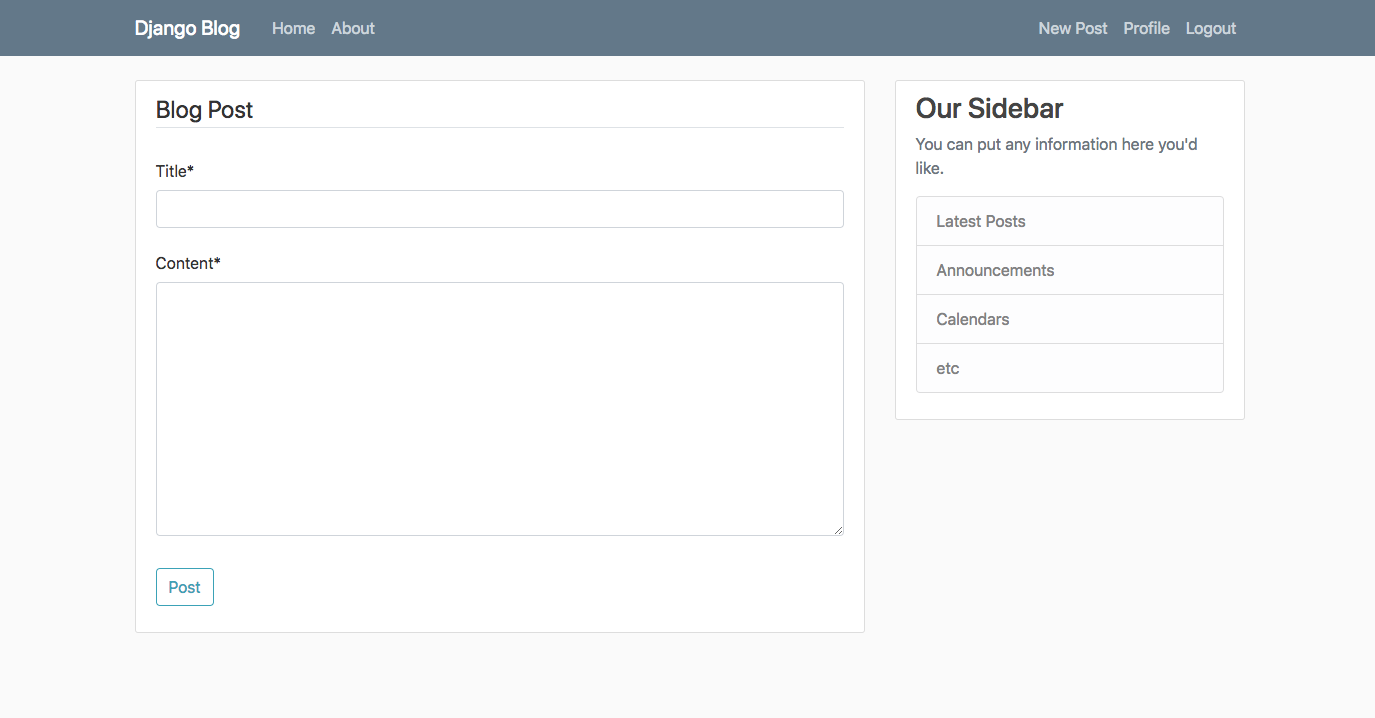 Django Blog Home About New Post Profile Logout
Blog Post
Title*
Content*
Post
Our Sidebar
You can put any information here you'd
like.
Latest Posts
Announcements
Calendars
etc